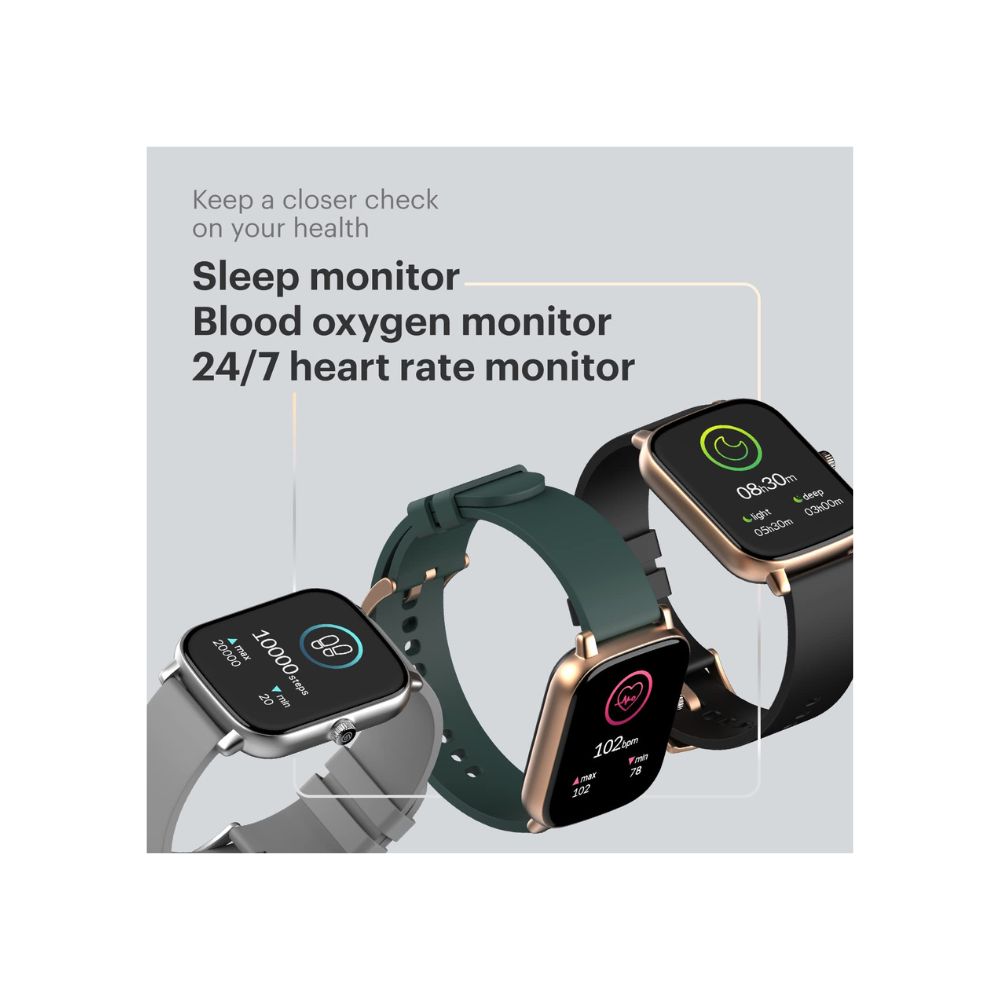 Keep a closer check
on your health
Sleep monitor
Blood oxygen monitor
24/7 heart rate monitor
08h30m
light
deep
05h30m
03h00m
10000 steps
max
20000
min
20
102bpm
max
102
min
78